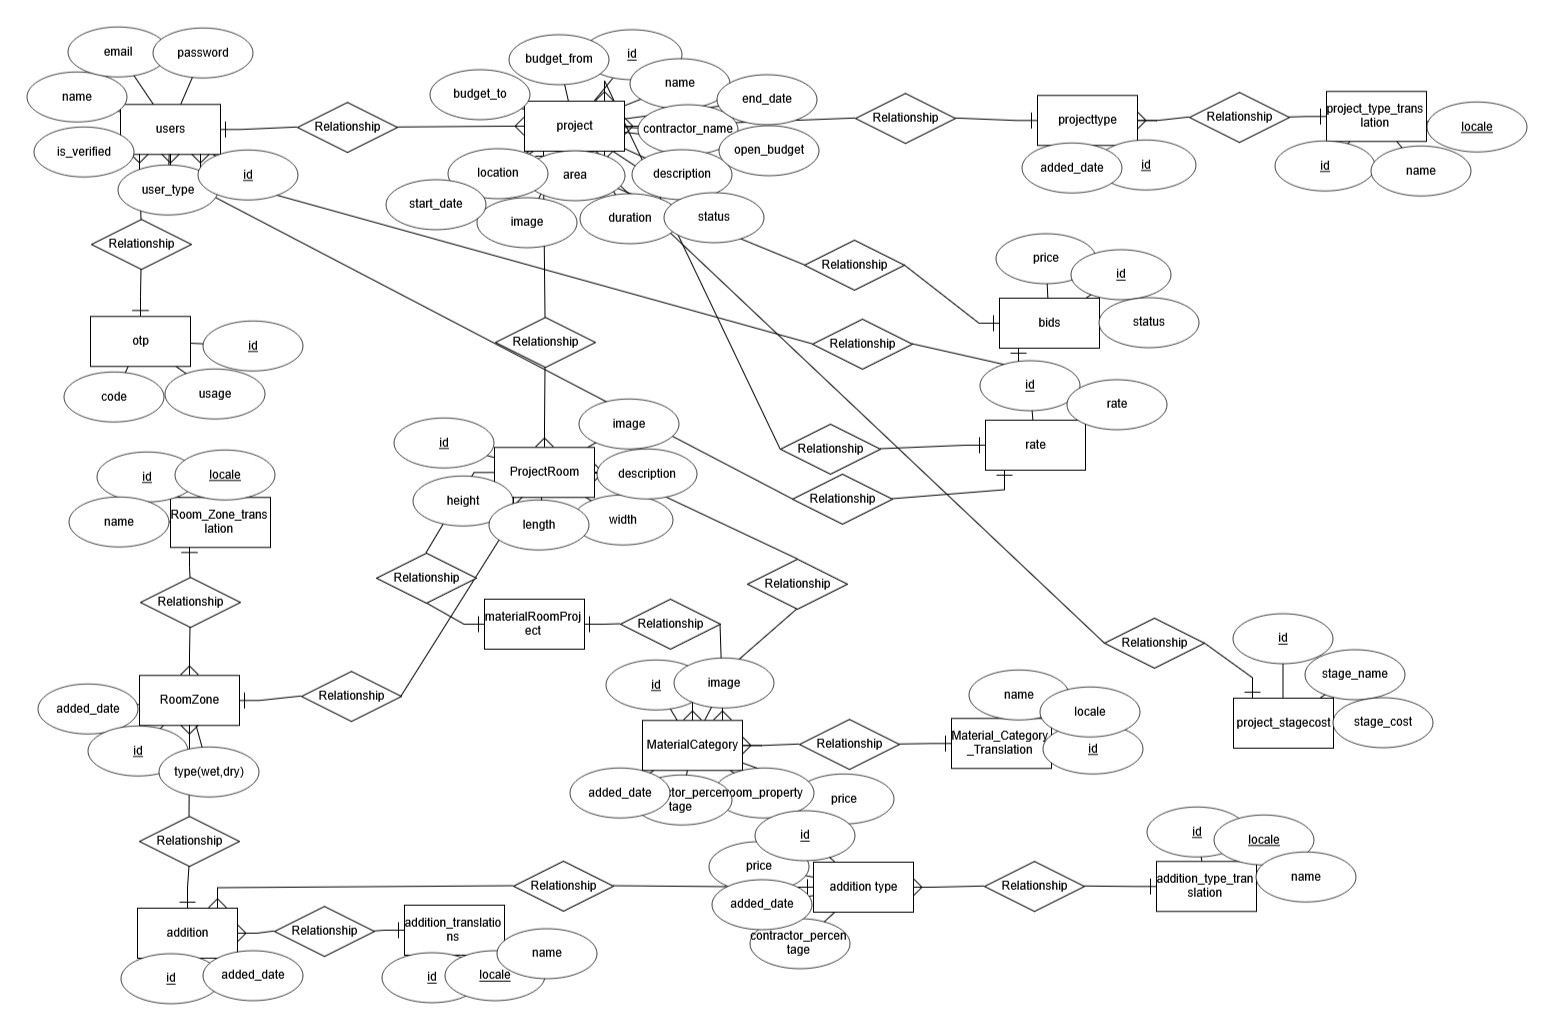 email
password
name
users
is_verified
user_type
id
Relationship
budget_from
id
budget_to
name
end_date
project
contractor_name
open_budget
location
area
description
start_date
image
duration
status
Relationship
projecttype
added_date
id
Relationship
project_type_trans
lation
locale
id
name
Relationship
otp
id
code
usage
Relationship
price
id
bids
status
Relationship
id
rate
rate
Relationship
Relationship
Relationship
id
image
ProjectRoom
description
height
length
width
id
locale
name
Room_Zone_trans
lation
Relationship
Relationship
Relationship
materialRoomProj
ect
Relationship
Relationship
id
stage_name
project_stagecost
stage_cost
added_date
RoomZone
id
type(wet,dry)
Relationship
id
image
MaterialCategory
added_date
ctor_percen
tage
oom_property
Relationship
name
locale
Material_Category
_Translation
id
price
Relationship
id
price
addition type
added_date
contractor_percen
tage
Relationship
Relationship
id
locale
addition_type_tran
slation
name
addition
id
added_date
Relationship
addition_translatio
ns
name
id
locale